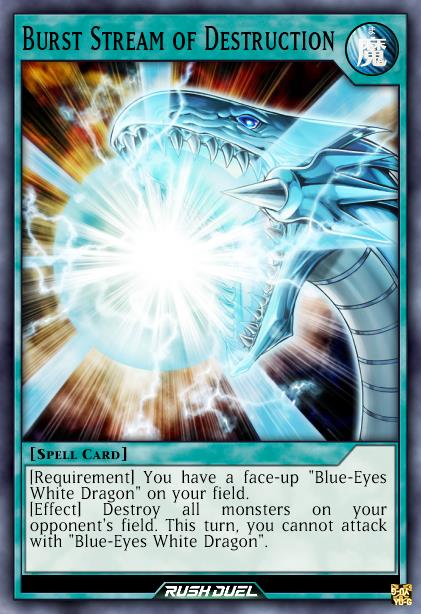 BURST STREAM OF DESTRUCTION
ま
魔
[SPELL CARD]
[Requirement] You have a face-up "Blue-Eyes
White Dragon" on your field.
[Effect] Destroy all monsters on your
opponent's field. This turn, you cannot attack
with "Blue-Eyes White Dragon".
RUSH DUEL